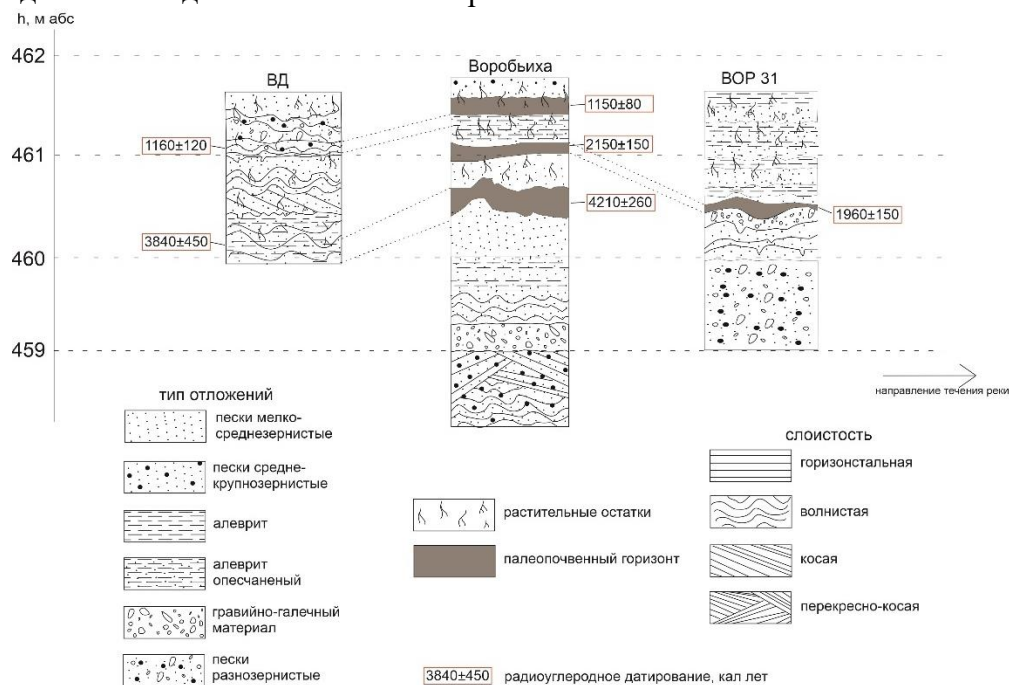 h, м абс
462
461
460
459
ВД
Воробьиха
ВОР 31
1160±120
3840±450
1150±80
2150±150
4210±260
1960±150
направление течения реки
тип отложений
пески мелко-
среднезернистые
пески средне-
крупнозернистые
алеврит
алеврит
опесчаненый
гравийно-галечный
материал
пески
разнозернистые
растительные остатки
палеопочвенный горизонт
3840±450 радиоуглеродное датирование, кал лет
слоистость
горизонстальная
волнистая
косая
перекресно-косая